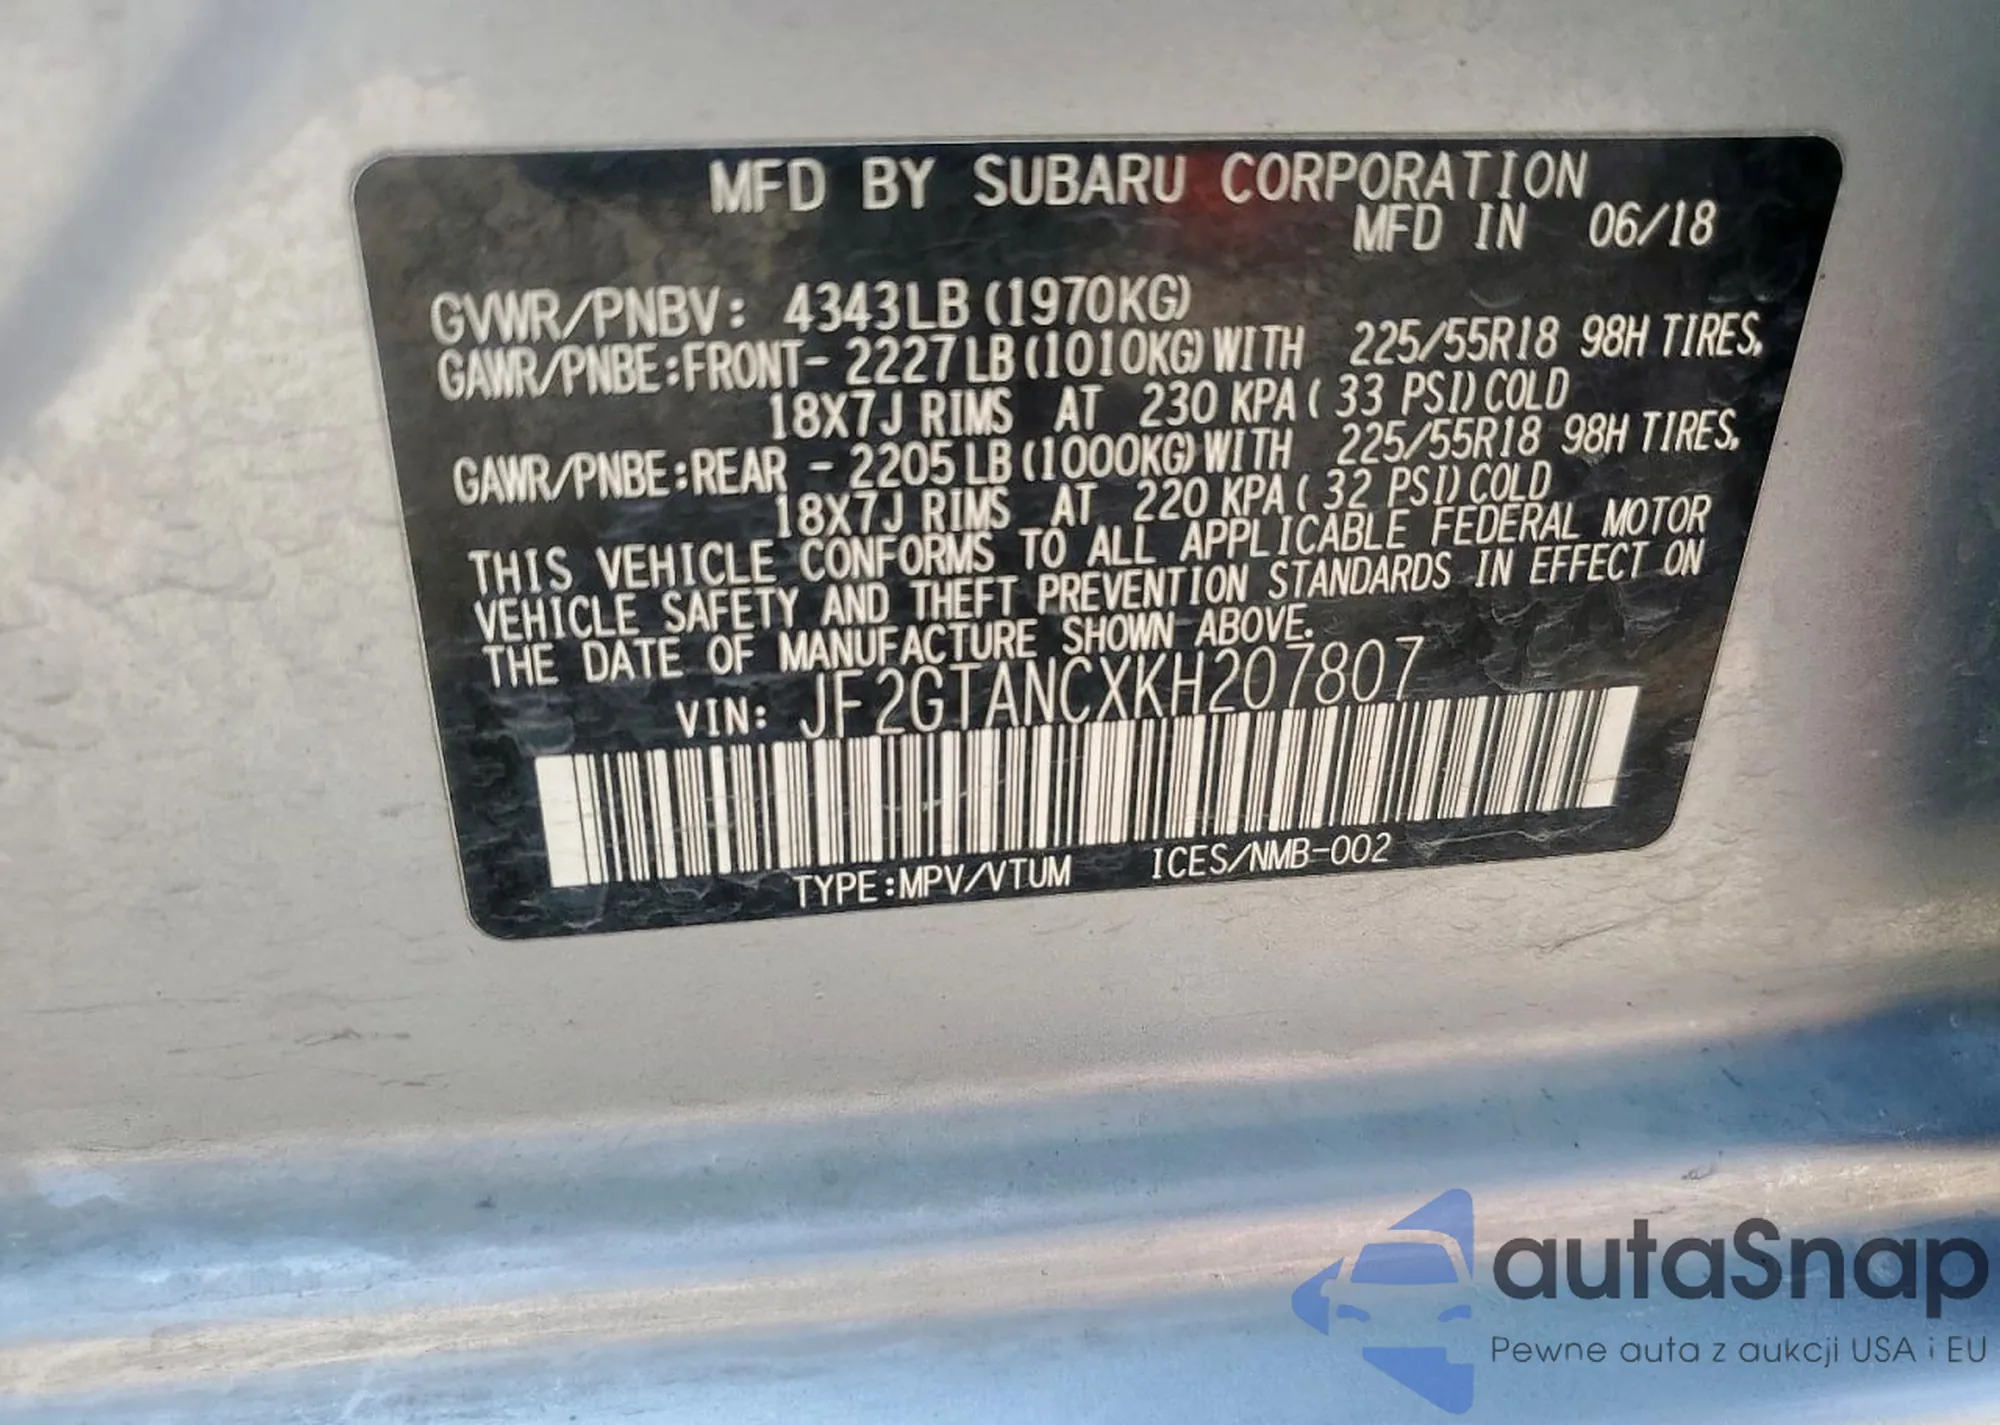 MFD BY SUBARU CORPORATION
MFD IN 06/18
GVWR/PNBV: 4343LB (1970KG)
GAWR/PNBE:FRONT- 2227 LB (1010KG) WITH 225/55R18 98H TIRES,
18X7J RIMS AT 230 KPA ( 33 PSI) COLD
GAWR/PNBE:REAR - 2205 LB (1000KG) WITH 225/55R18 98H TIRES,
18X7J RIMS AT 220 KPA ( 32 PSI) COLD
THIS VEHICLE CONFORMS TO ALL APPLICABLE FEDERAL MOTOR
VEHICLE SAFETY AND THEFT PREVENTION STANDARDS IN EFFECT ON
THE DATE OF MANUFACTURE SHOWN ABOVE.
VIN: JF2GTANCXKH207807
TYPE:MPV/VTUM ICES/NMB-002
autaSnap
Pewne auta z aukcji USA i EU